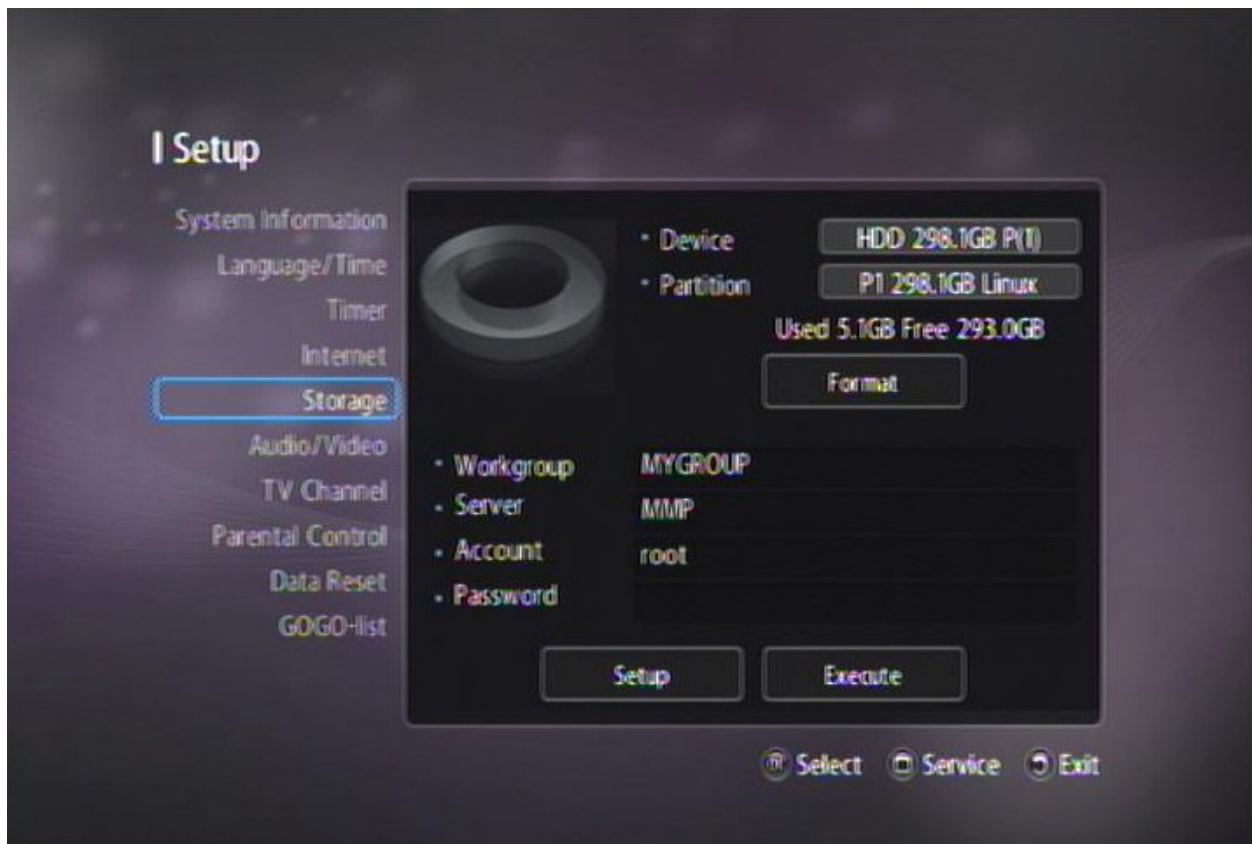 Setup
System Information
Language/Time
Timer
Internet
Storage
Audio/Video
TV Channel
Parental Control
Data Reset
GOGO-list
Device HDD 298.1GB P(1)
Partition P1 298.1GB Linux
Used 5.1GB Free 293.0GB
Format
Workgroup MYGROUP
Server MMP
Account root
Password
Setup Execute
Select Service Exit